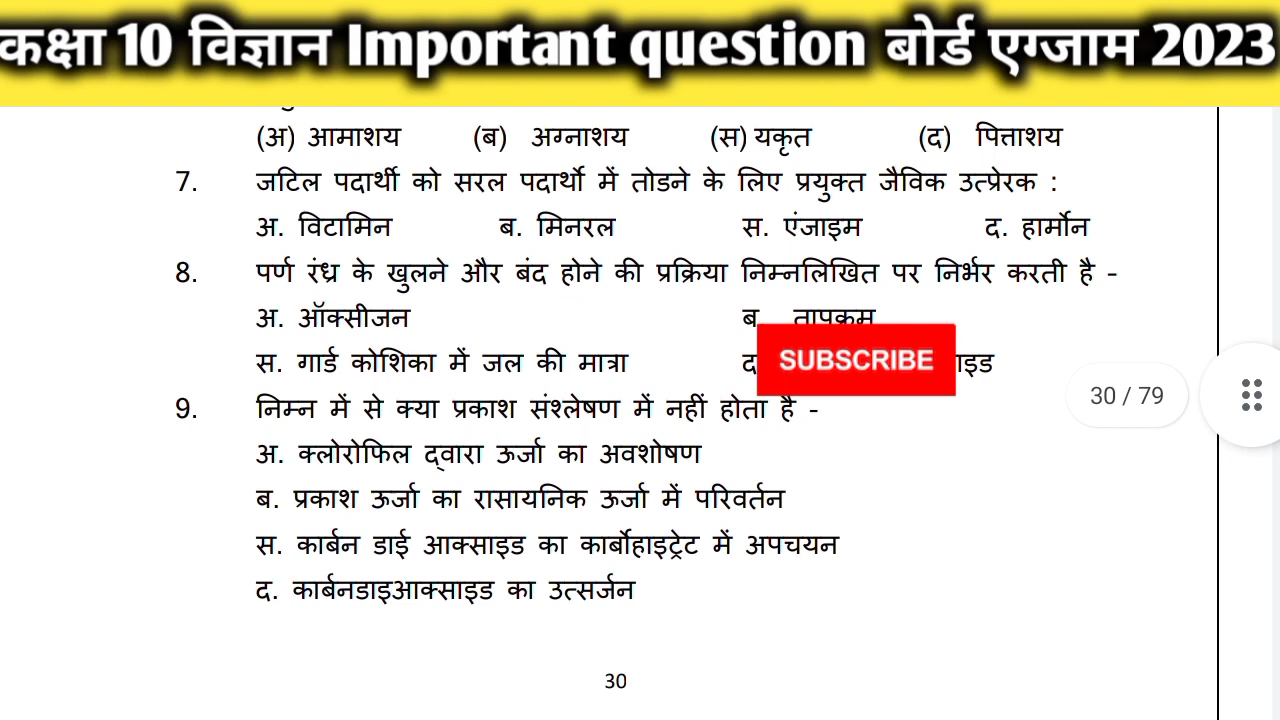 कक्षा 10 विज्ञान Important question बोर्ड एग्जाम 2023
(अ) आमाशय (ब) अग्नाशय (स) यकृत (द) पित्ताशय
7. जटिल पदार्थी को सरल पदार्थो में तोडने के लिए प्रयुक्त जैविक उत्प्रेरक :
अ. विटामिन ब. मिनरल स. एंजाइम द. हार्मोन
8. पर्ण रंध्र के खुलने और बंद होने की प्रक्रिया निम्नलिखित पर निर्भर करती है -
अ. ऑक्सीजन ब तापक्रम
स. गार्ड कोशिका में जल की मात्रा द SUBSCRIBE ाइड
30 / 79
9. निम्न में से क्या प्रकाश संश्लेषण में नहीं होता है -
अ. क्लोरोफिल द्वारा ऊर्जा का अवशोषण
ब. प्रकाश ऊर्जा का रासायनिक ऊर्जा में परिवर्तन
स. कार्बन डाई आक्साइड का कार्बोहाइट्रेट में अपचयन
द. कार्बनडाइआक्साइड का उत्सर्जन
30